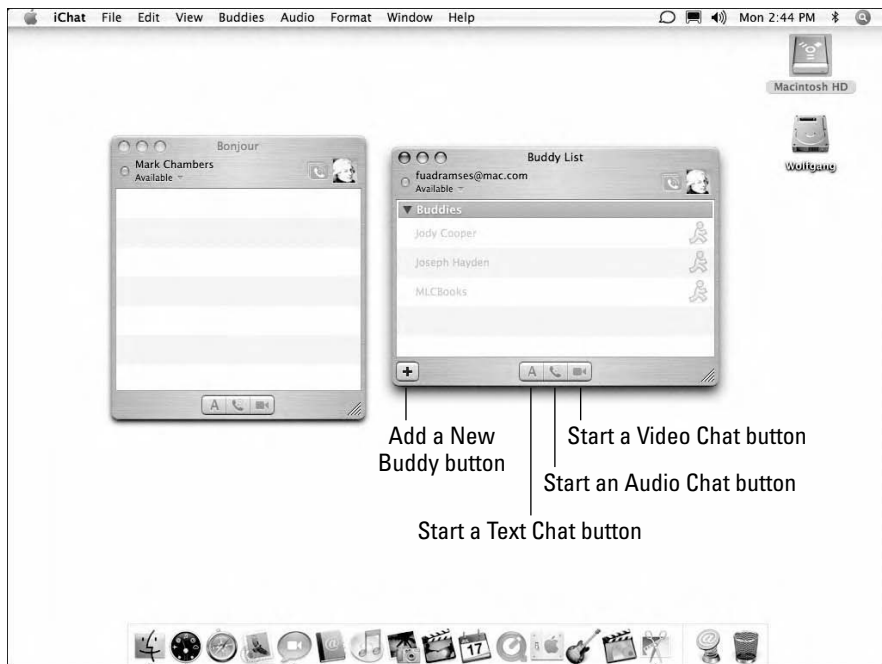 iChat File Edit View Buddies Audio Format Window Help Mon 2:44 PM
Macintosh HD
Wolfgang
Bonjour
Mark Chambers
Available
Buddy List
fuadramses@mac.com
Available
Buddies
Jody Cooper
Joseph Hayden
MLCBooks
A
A
Add a New
Buddy button
Start a Video Chat button
Start an Audio Chat button
Start a Text Chat button
17